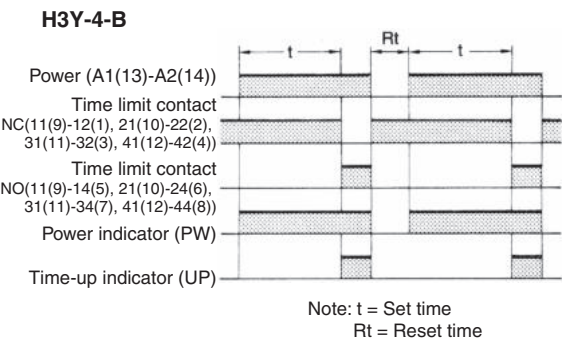 H3Y-4-B
Rt
t
t
Power (A1(13)-A2(14))
Time limit contact
NC(11(9)-12(1), 21(10)-22(2),
31(11)-32(3), 41(12)-42(4))
Time limit contact
NO(11(9)-14(5), 21(10)-24(6),
31(11)-34(7), 41(12)-44(8))
Power indicator (PW)
Time-up indicator (UP)
Note: t = Set time
Rt = Reset time